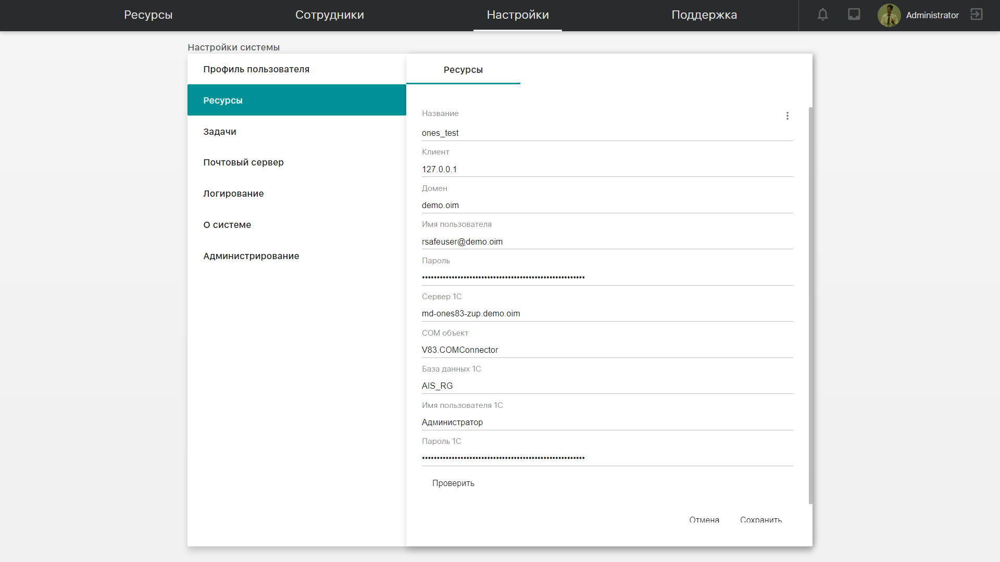 Ресурсы
Сотрудники
Настройки
Поддержка
Administrator
Настройки системы
Профиль пользователя
Ресурсы
Задачи
Почтовый сервер
Логирование
О системе
Администрирование
Ресурсы
Название
ones_test
Клиент
127.0.0.1
Домен
demo.oim
Имя пользователя
rsafeuser@demo.oim
Пароль
Сервер 1С
md-ones83-zup.demo.oim
COM объект
V83.COMConnector
База данных 1С
AIS_RG
Имя пользователя 1С
Администратор
Пароль 1С
Проверить
Отмена
Сохранить